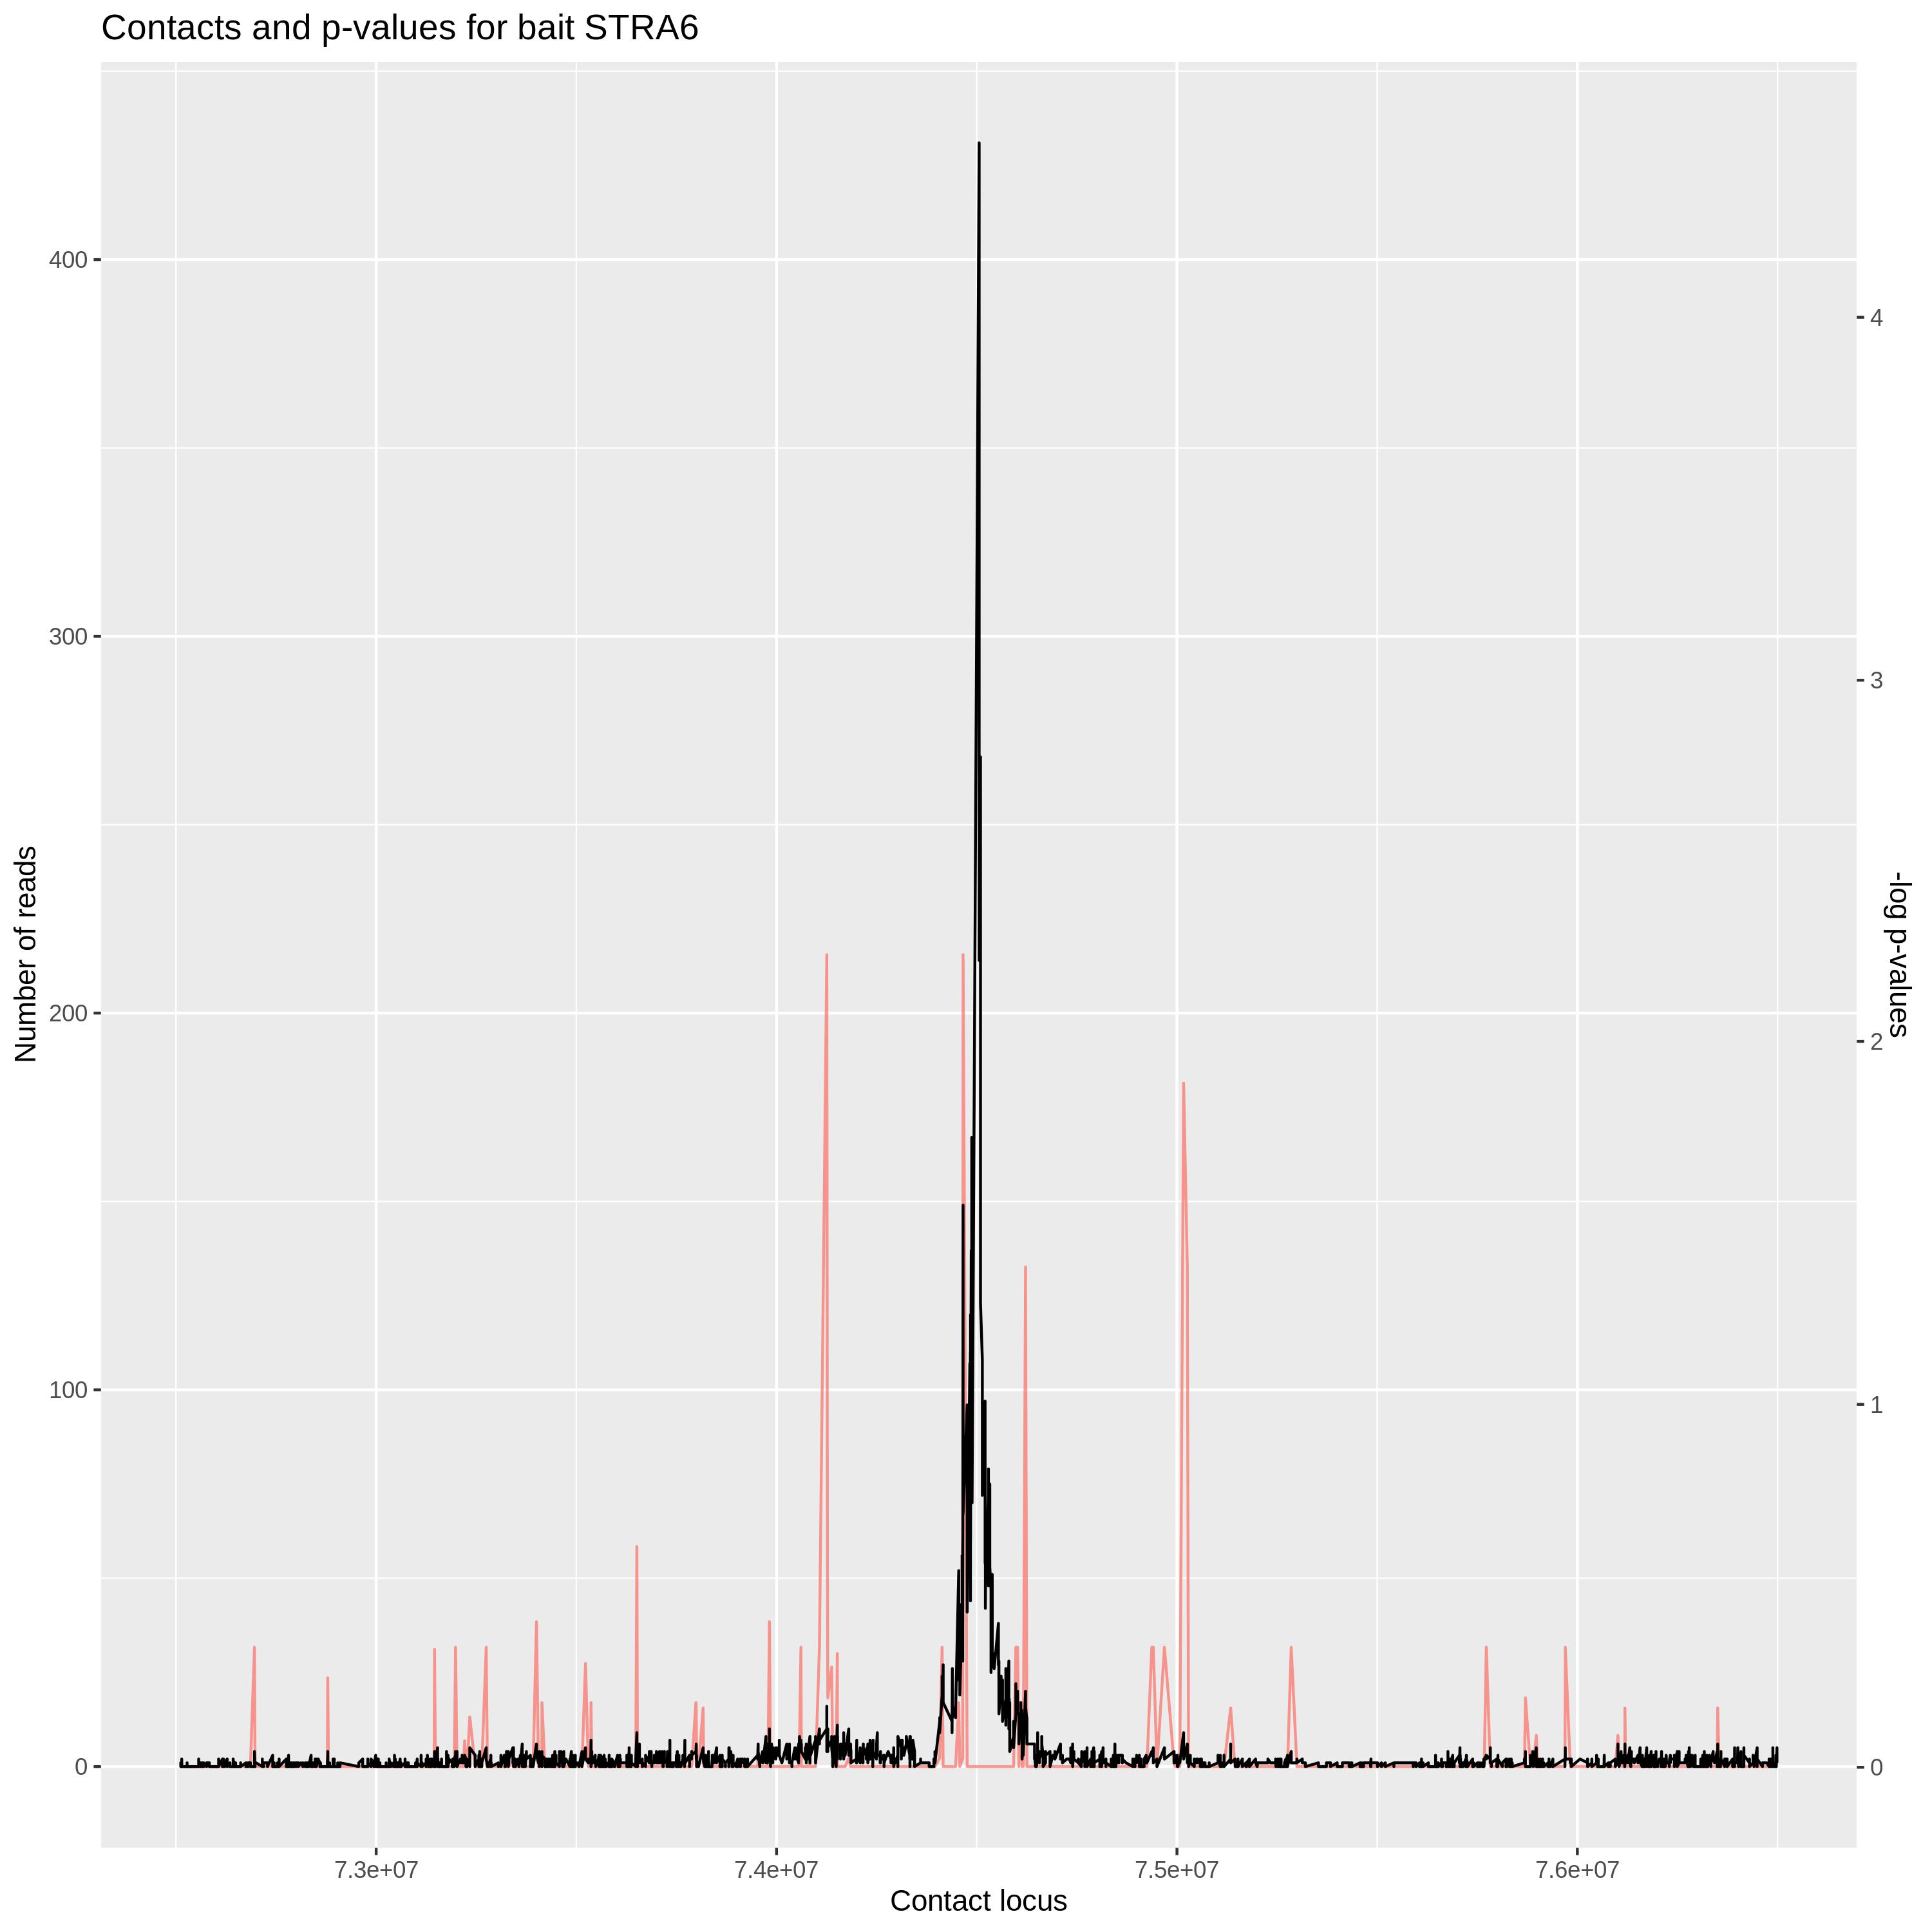 Contacts and p-values for bait STRA6
Number of reads
400
300
200
100
0
-log p-values
4
3
2
1
0
7.3e+07
7.4e+07
7.5e+07
7.6e+07
Contact locus